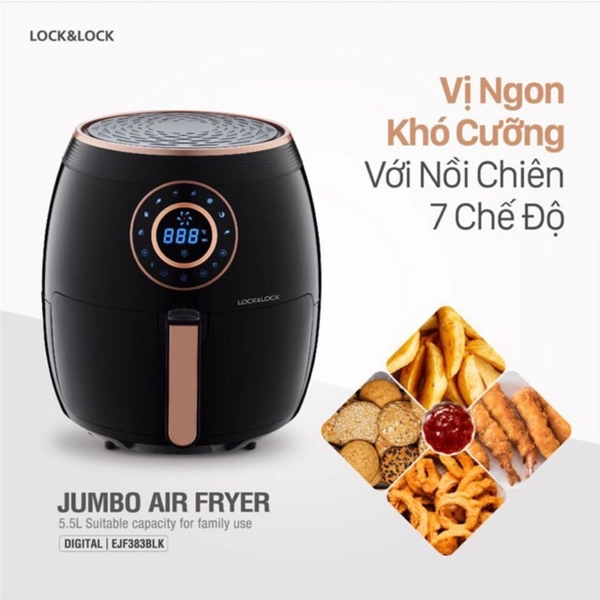 LOCK&LOCK
Vị Ngon
Khó Cưỡng
Với Nồi Chiên
7 Chế Độ
888
LOCK&LOCK
JUMBO AIR FRYER
5.5L Suitable capacity for family use
DIGITAL | EJF383BLK